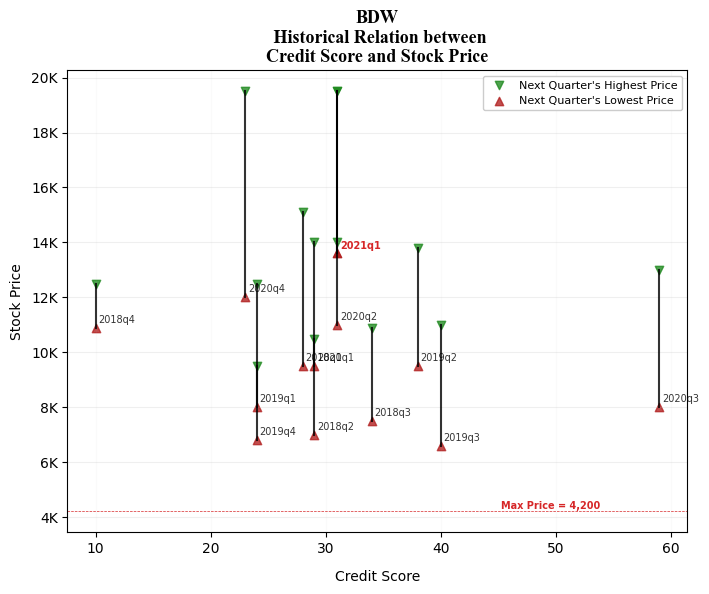 BDW
Historical Relation between
Credit Score and Stock Price
Next Quarter's Highest Price
Next Quarter's Lowest Price
20K
18K
16K
14K
12K
10K
8K
6K
4K
Stock Price
2021q1
2020q4
2018q4
2020q2
2019q2
2019q1
2020q3
2018q3
2018q2
2019q4
2019q3
Max Price = 4,200
10
20
30
40
50
60
Credit Score